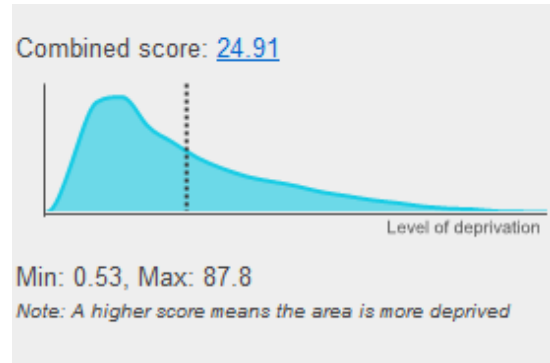 Combined score: 24.91
Level of deprivation
Min: 0.53, Max: 87.8
Note: A higher score means the area is more deprived